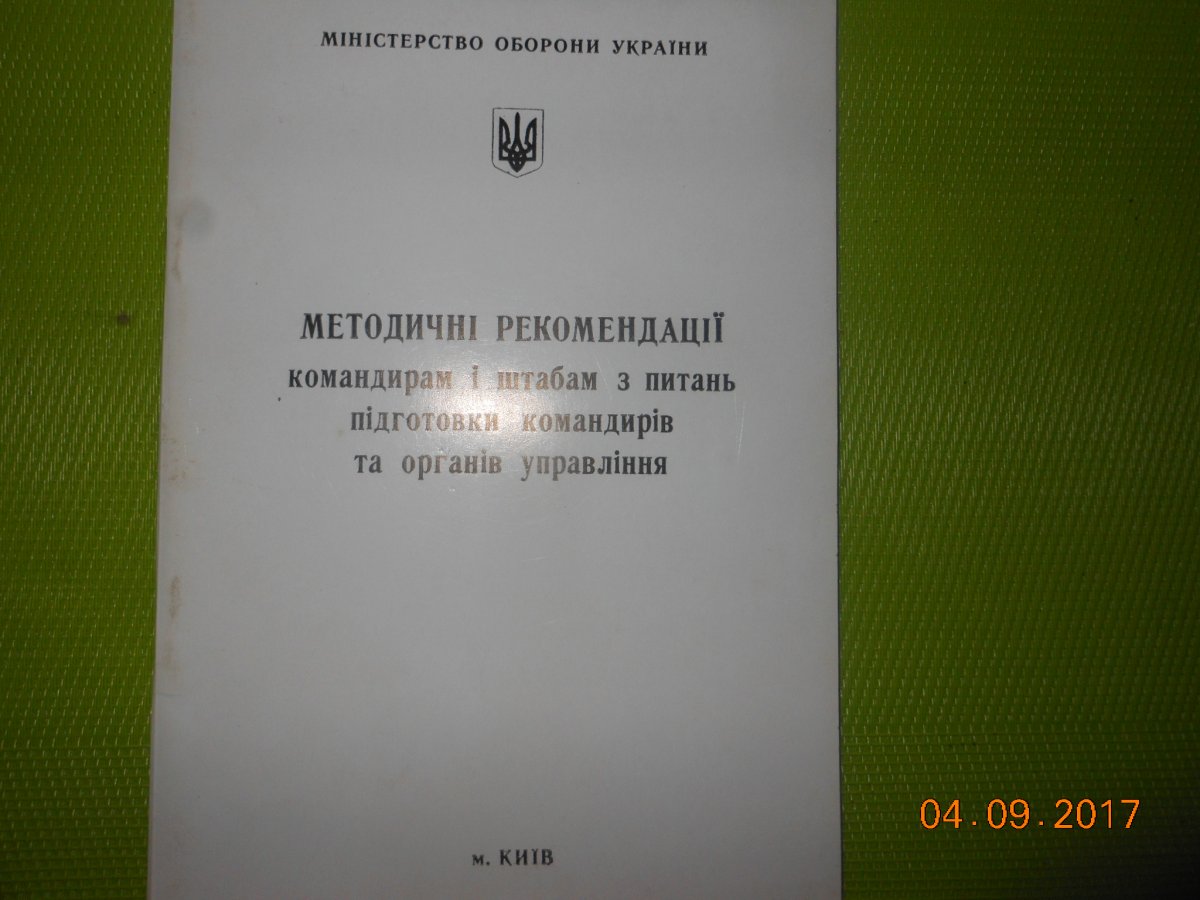 МІНІСТЕРСТВО ОБОРОНИ УКРАЇНИ
МЕТОДИЧНІ РЕКОМЕНДАЦІЇ
командирам і штабам з питань
підготовки командирів
та органів управління
м. КИЇВ
04.09.2017